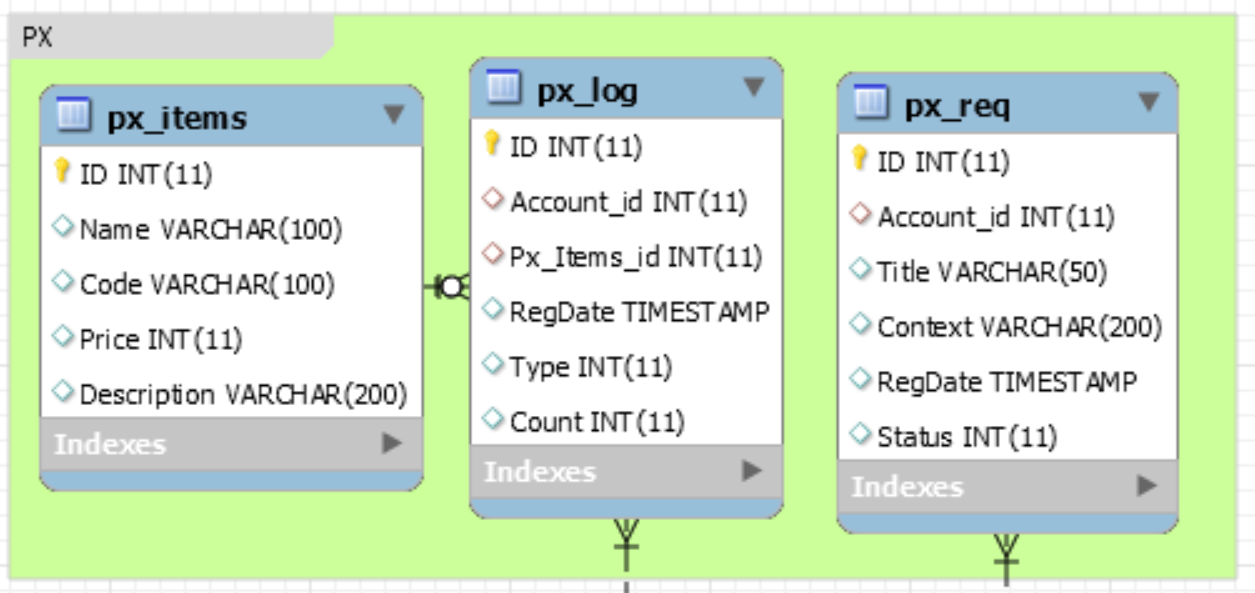 PX
px_items
ID INT(11)
Name VARCHAR(100)
Code VARCHAR(100)
Price INT(11)
Description VARCHAR(200)
Indexes
px_log
ID INT(11)
Account_id INT(11)
Px_Items_id INT(11)
RegDate TIMESTAMP
Type INT(11)
Count INT(11)
Indexes
px_req
ID INT(11)
Account_id INT(11)
Title VARCHAR(50)
Context VARCHAR(200)
RegDate TIMESTAMP
Status INT(11)
Indexes